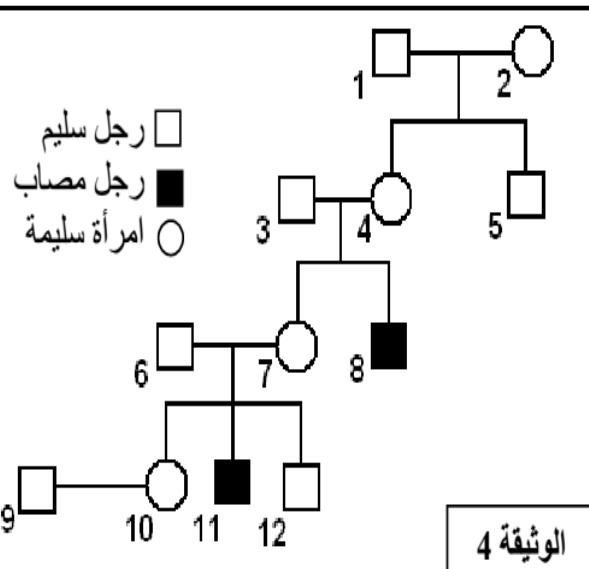 1 2
رجل سليم
رجل مصاب
امرأة سليمة
3 4 5
6 7 8
9 10 11 12
الوثيقة 4